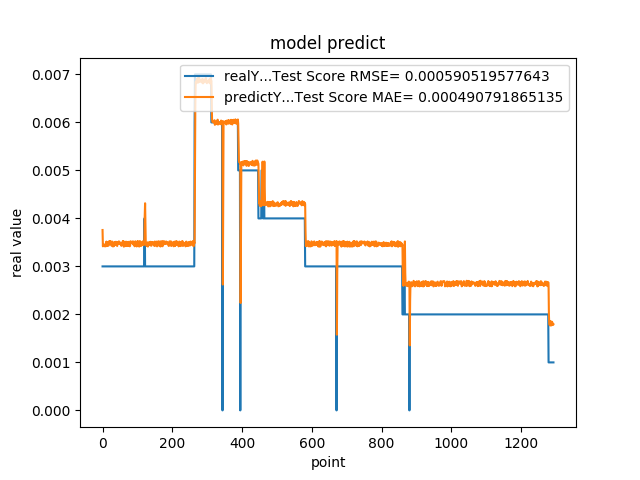 model predict
realY...Test Score RMSE= 0.000590519577643
predictY...Test Score MAE= 0.000490791865135
0.007
0.006
0.005
0.004
0.003
0.002
0.001
0.000
real value
0 200 400 600 800 1000 1200
point